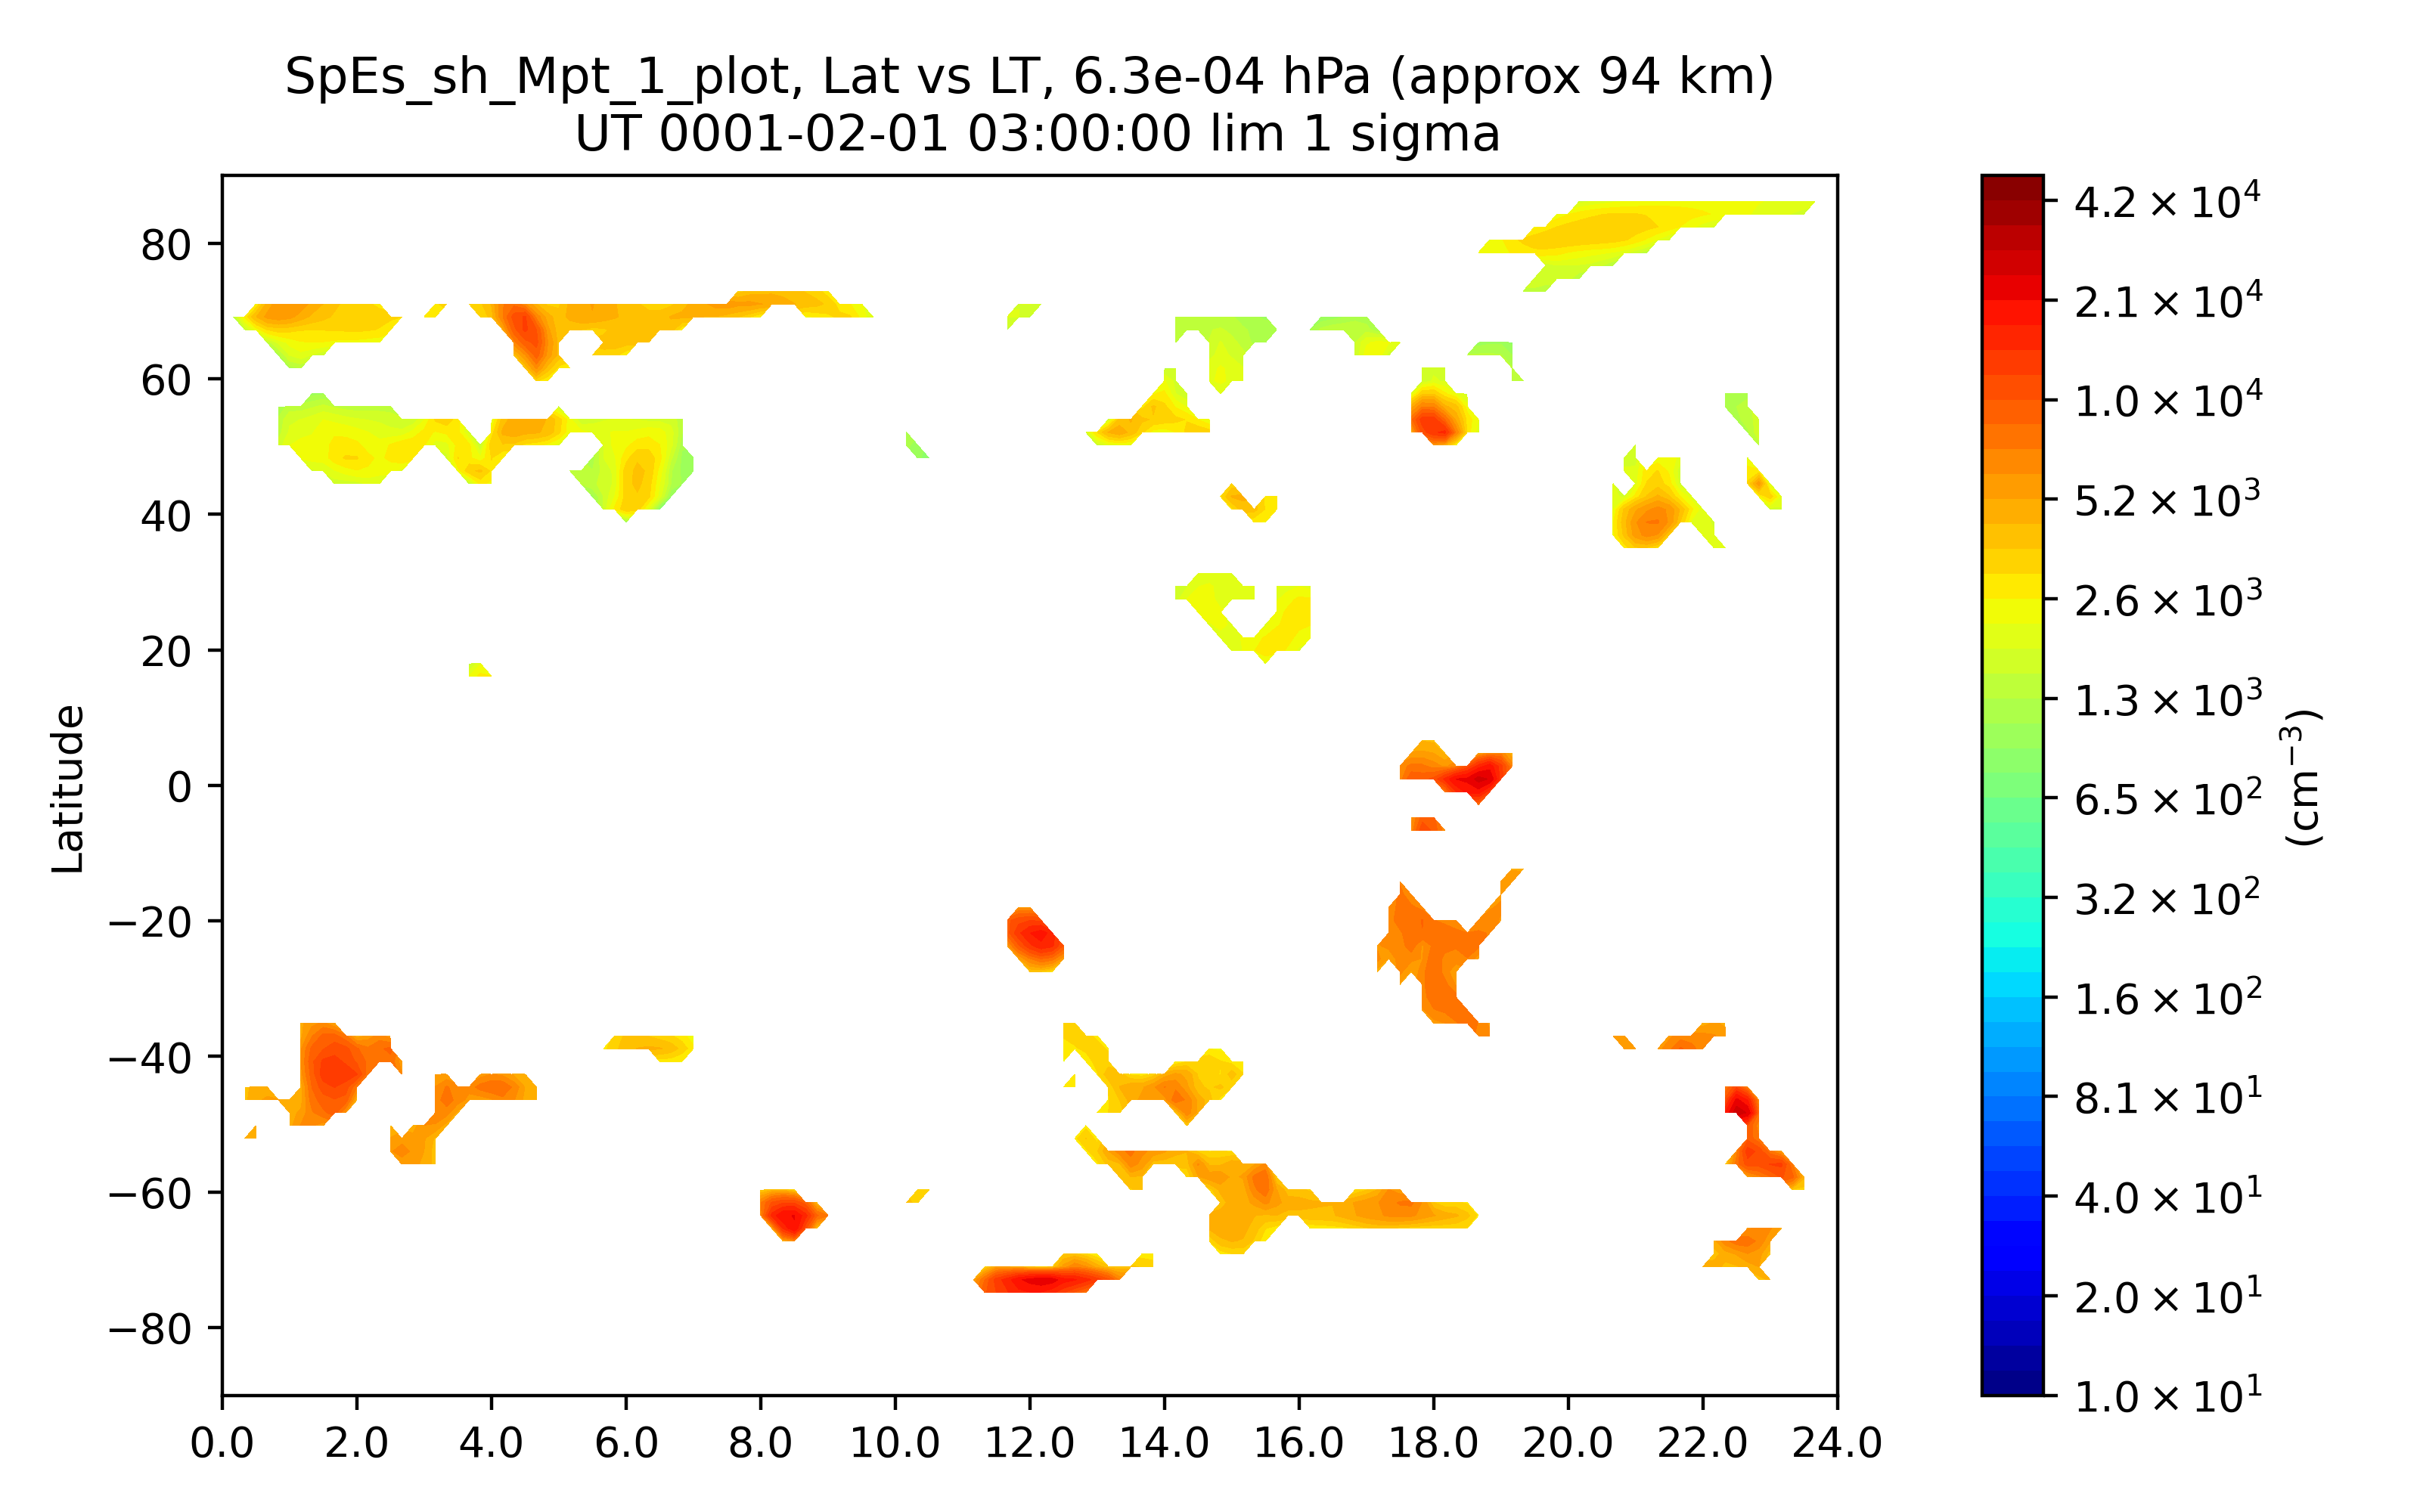 SpEs_sh_Mpt_1_plot, Lat vs LT, 6.3e-04 hPa (approx 94 km)
UT 0001-02-01 03:00:00 lim 1 sigma
Latitude
80
60
40
20
0
−20
−40
−60
−80
0.0 2.0 4.0 6.0 8.0 10.0 12.0 14.0 16.0 18.0 20.0 22.0 24.0
4.2 × 10⁴
2.1 × 10⁴
1.0 × 10⁴
5.2 × 10³
2.6 × 10³
1.3 × 10³
6.5 × 10²
3.2 × 10²
1.6 × 10²
8.1 × 10¹
4.0 × 10¹
2.0 × 10¹
1.0 × 10¹
(cm⁻³)